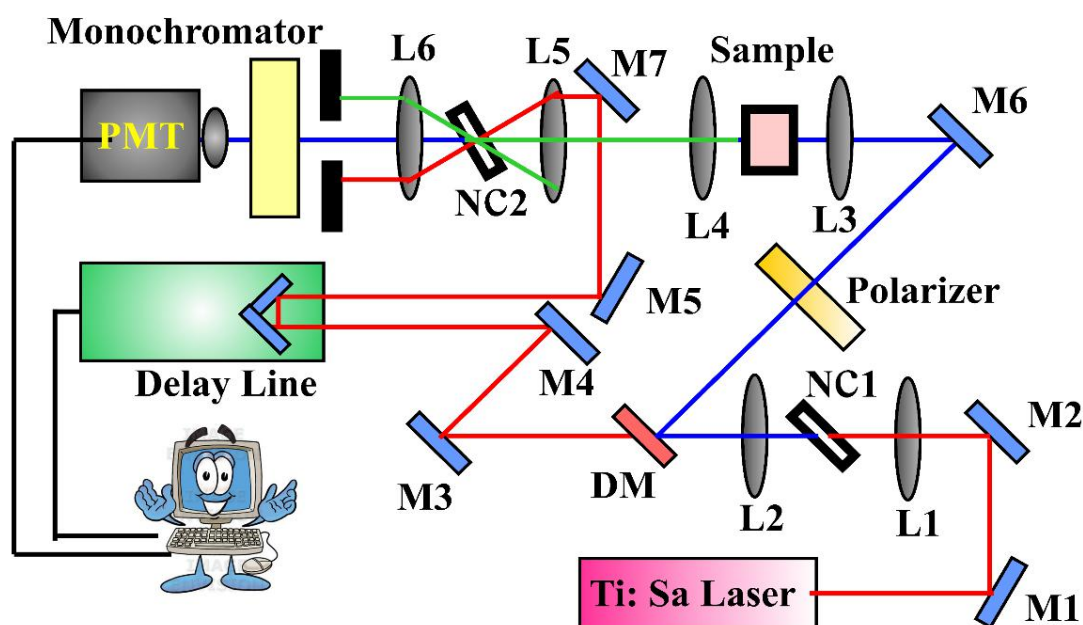 Monochromator
L6
L5
M7
Sample
M6
PMT
NC2
L4
L3
M5
Polarizer
Delay Line
M4
NC1
M2
M3
DM
L2
L1
Ti: Sa Laser
M1